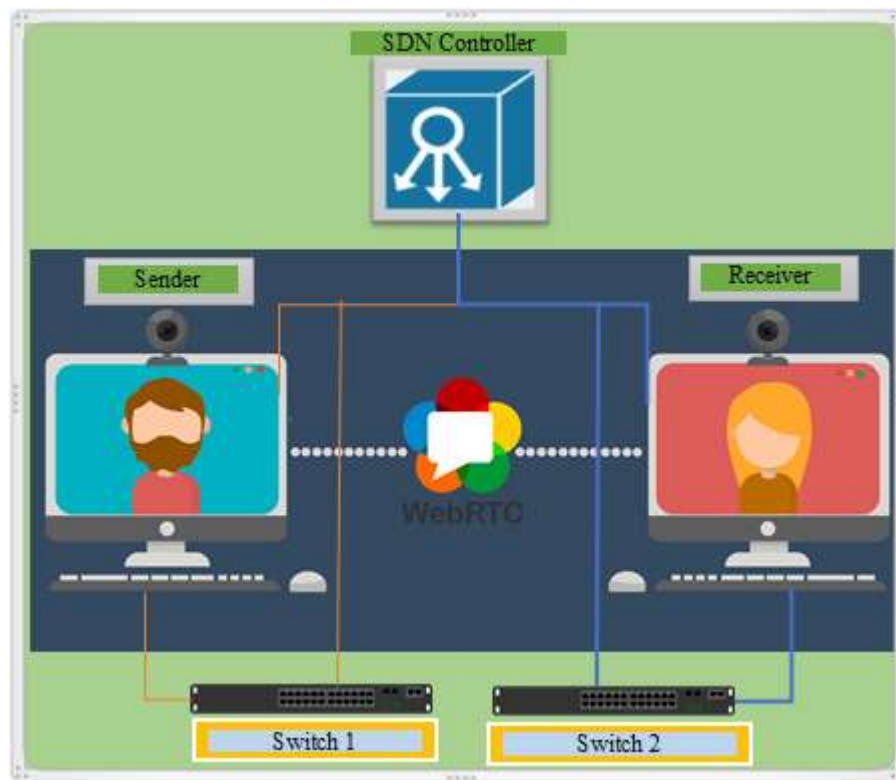 SDN Controller
Sender
Receiver
WebRTC
Switch 1
Switch 2